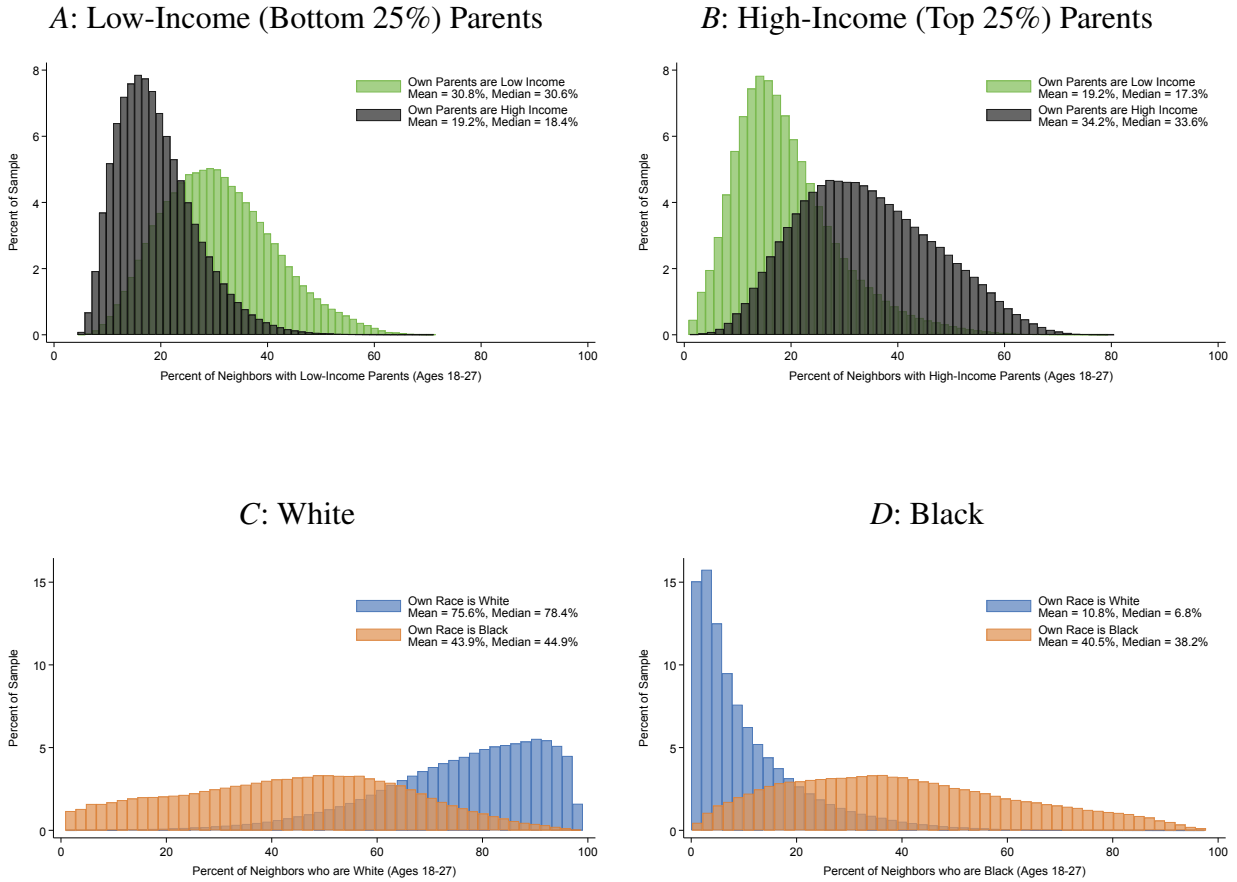 A: Low-Income (Bottom 25%) Parents
8
6
4
2
0
Percent of Sample
Own Parents are Low Income
Mean = 30.8%, Median = 30.6%
Own Parents are High Income
Mean = 19.2%, Median = 18.4%
0 20 40 60 80 100
Percent of Neighbors with Low-Income Parents (Ages 18-27)
B: High-Income (Top 25%) Parents
8
6
4
2
0
Percent of Sample
Own Parents are Low Income
Mean = 19.2%, Median = 17.3%
Own Parents are High Income
Mean = 34.2%, Median = 33.6%
0 20 40 60 80 100
Percent of Neighbors with High-Income Parents (Ages 18-27)
C: White
15
10
5
0
Percent of Sample
Own Race is White
Mean = 75.6%, Median = 78.4%
Own Race is Black
Mean = 43.9%, Median = 44.9%
0 20 40 60 80 100
Percent of Neighbors who are White (Ages 18-27)
D: Black
15
10
5
0
Percent of Sample
Own Race is White
Mean = 10.8%, Median = 6.8%
Own Race is Black
Mean = 40.5%, Median = 38.2%
0 20 40 60 80 100
Percent of Neighbors who are Black (Ages 18-27)